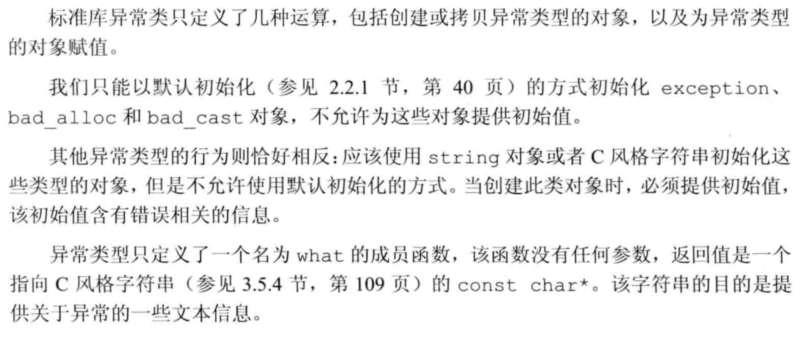 标准库异常类只定义了几种运算，包括创建或拷贝异常类型的对象，以及为异常类型
的对象赋值。
我们只能以默认初始化（参见 2.2.1 节，第 40 页）的方式初始化 exception、
bad_alloc 和 bad_cast 对象，不允许为这些对象提供初始值。
其他异常类型的行为则恰好相反：应该使用 string 对象或者 C 风格字符串初始化这
些类型的对象，但是不允许使用默认初始化的方式。当创建此类对象时，必须提供初始值，
该初始值含有错误相关的信息。
异常类型只定义了一个名为 what 的成员函数，该函数没有任何参数，返回值是一个
指向 C 风格字符串（参见 3.5.4 节，第 109 页）的 const char*。该字符串的目的是提
供关于异常的一些文本信息。